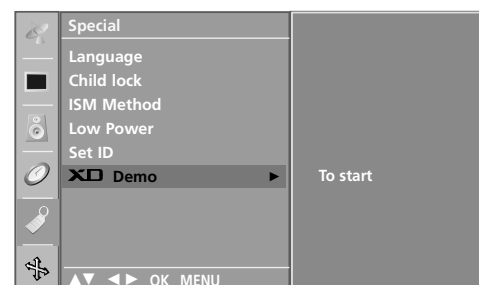 Special
Language
Child lock
ISM Method
Low Power
Set ID
XD Demo ► To start
▲▼ ◄► OK MENU